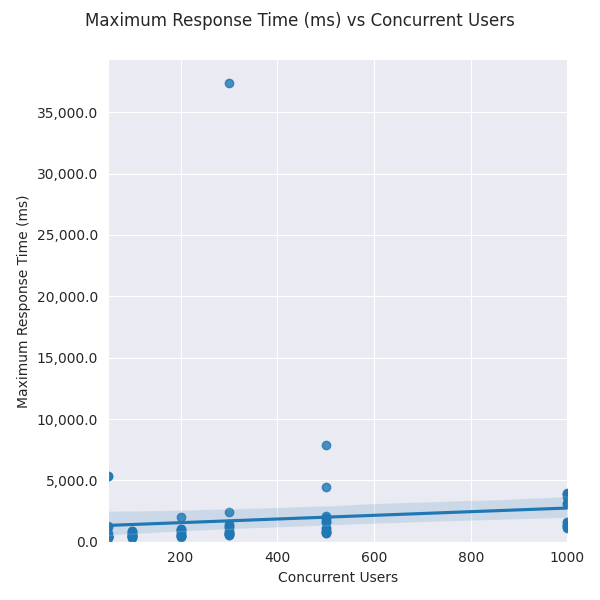 Maximum Response Time (ms) vs Concurrent Users
Maximum Response Time (ms)
35,000.0
30,000.0
25,000.0
20,000.0
15,000.0
10,000.0
5,000.0
0.0
200 400 600 800 1000
Concurrent Users